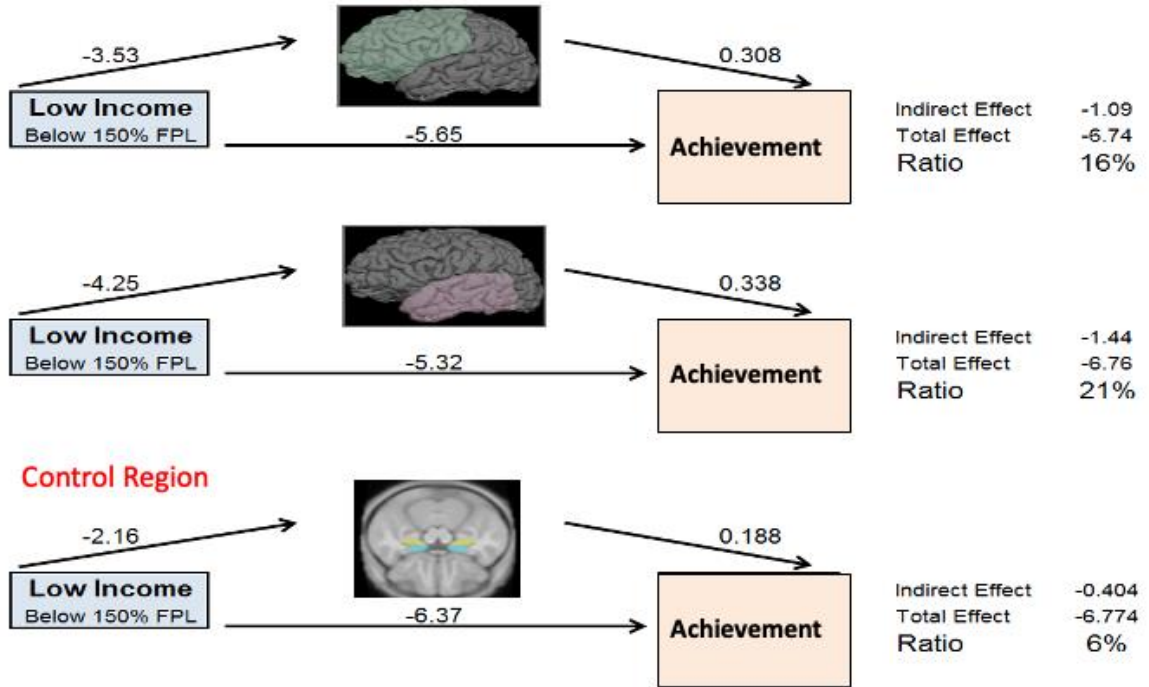 -3.53
0.308
Low Income
Below 150% FPL
-5.65
Achievement
Indirect Effect -1.09
Total Effect -6.74
Ratio 16%
-4.25
0.338
Low Income
Below 150% FPL
-5.32
Achievement
Indirect Effect -1.44
Total Effect -6.76
Ratio 21%
Control Region
-2.16
0.188
Low Income
Below 150% FPL
-6.37
Achievement
Indirect Effect -0.404
Total Effect -6.774
Ratio 6%